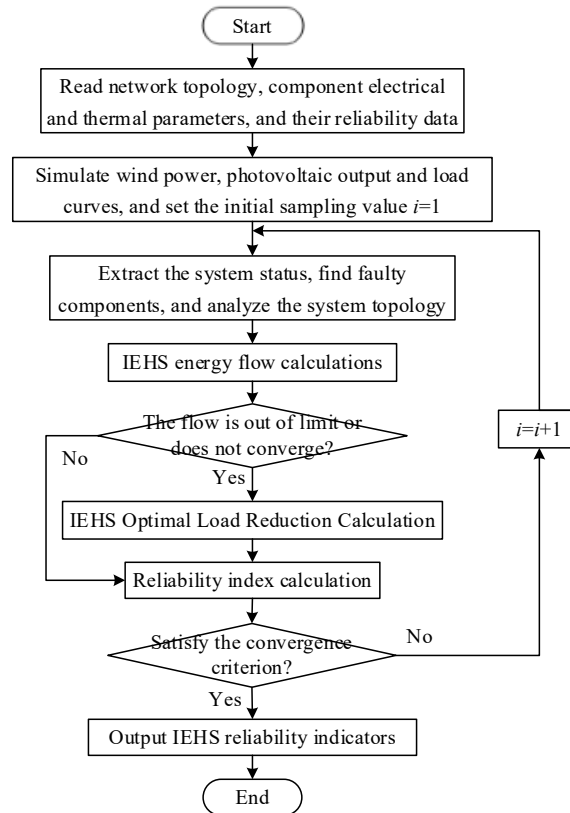 Start
Read network topology, component electrical
and thermal parameters, and their reliability data
Simulate wind power, photovoltaic output and load
curves, and set the initial sampling value i=1
Extract the system status, find faulty
components, and analyze the system topology
IEHS energy flow calculations
The flow is out of limit or
does not converge?
No
Yes
i=i+1
IEHS Optimal Load Reduction Calculation
Reliability index calculation
Satisfy the convergence
criterion?
No
Yes
Output IEHS reliability indicators
End